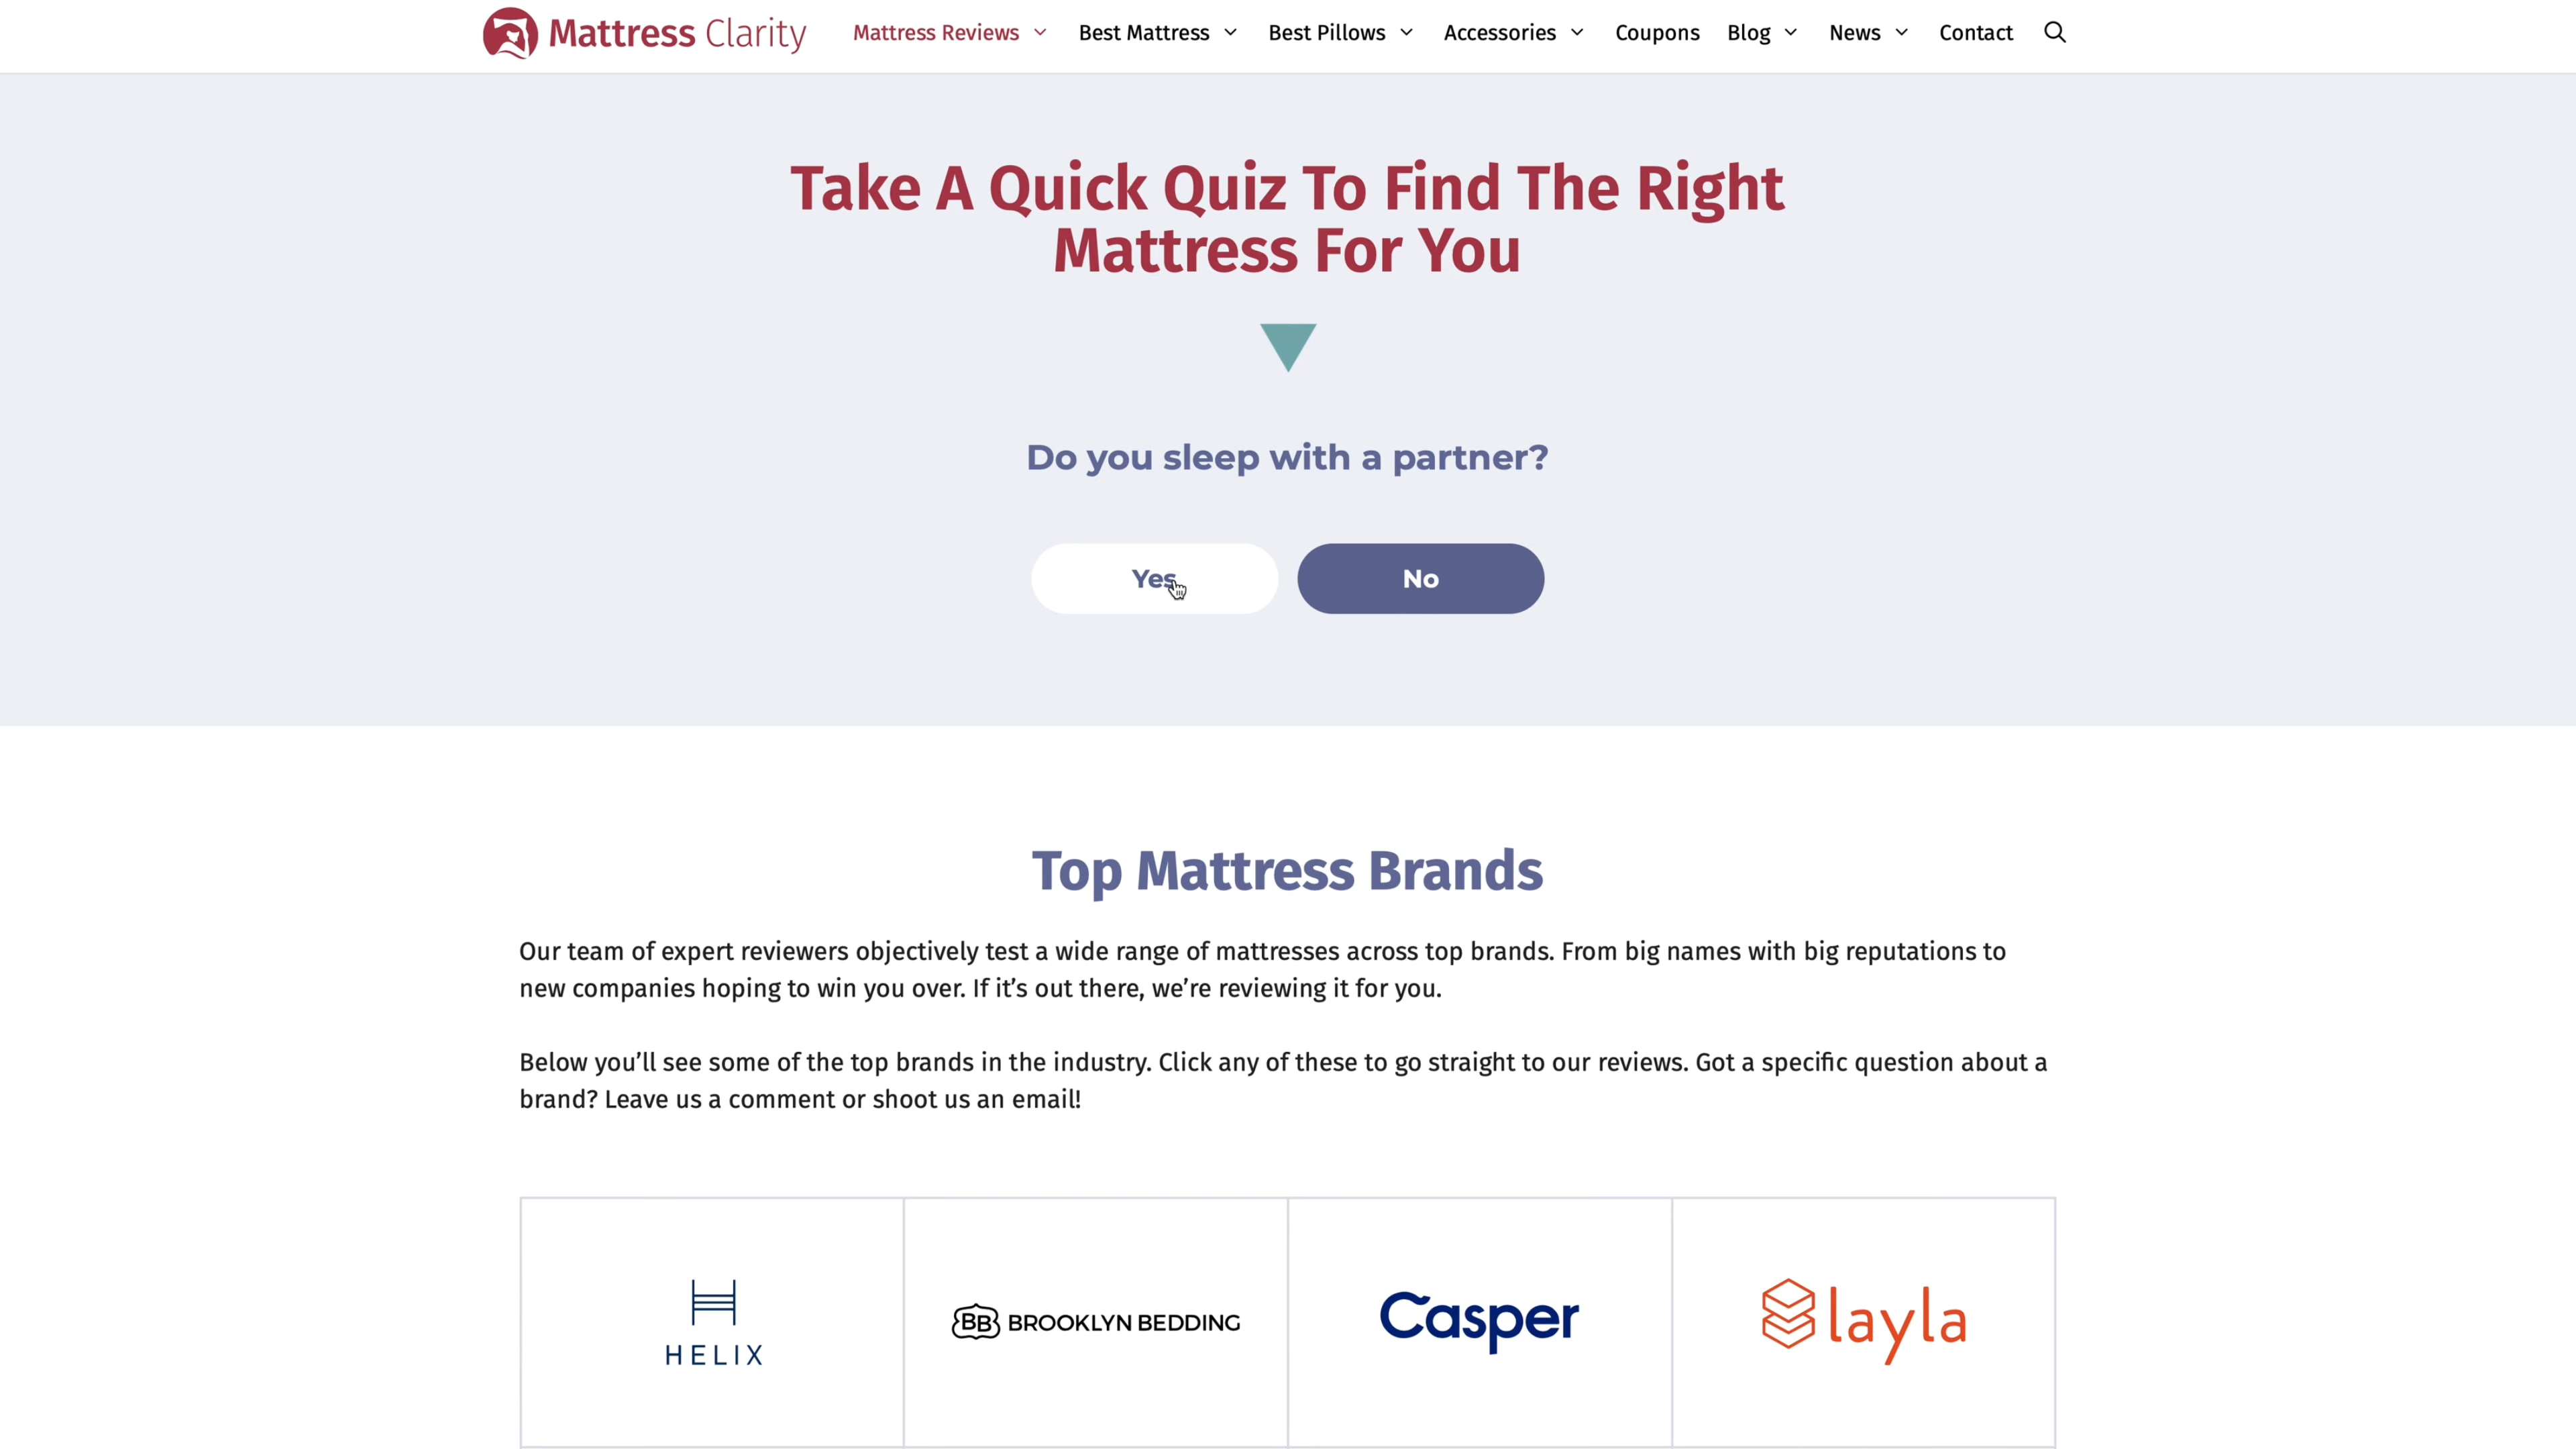 Mattress Clarity Mattress Reviews Best Mattress Best Pillows Accessories Coupons Blog News Contact
Take A Quick Quiz To Find The Right
Mattress For You
Do you sleep with a partner?
Yes No
Top Mattress Brands
Our team of expert reviewers objectively test a wide range of mattresses across top brands. From big names with big reputations to
new companies hoping to win you over. If it’s out there, we’re reviewing it for you.
Below you’ll see some of the top brands in the industry. Click any of these to go straight to our reviews. Got a specific question about a
brand? Leave us a comment or shoot us an email!
HELIX
BB BROOKLYN BEDDING
Casper
layla